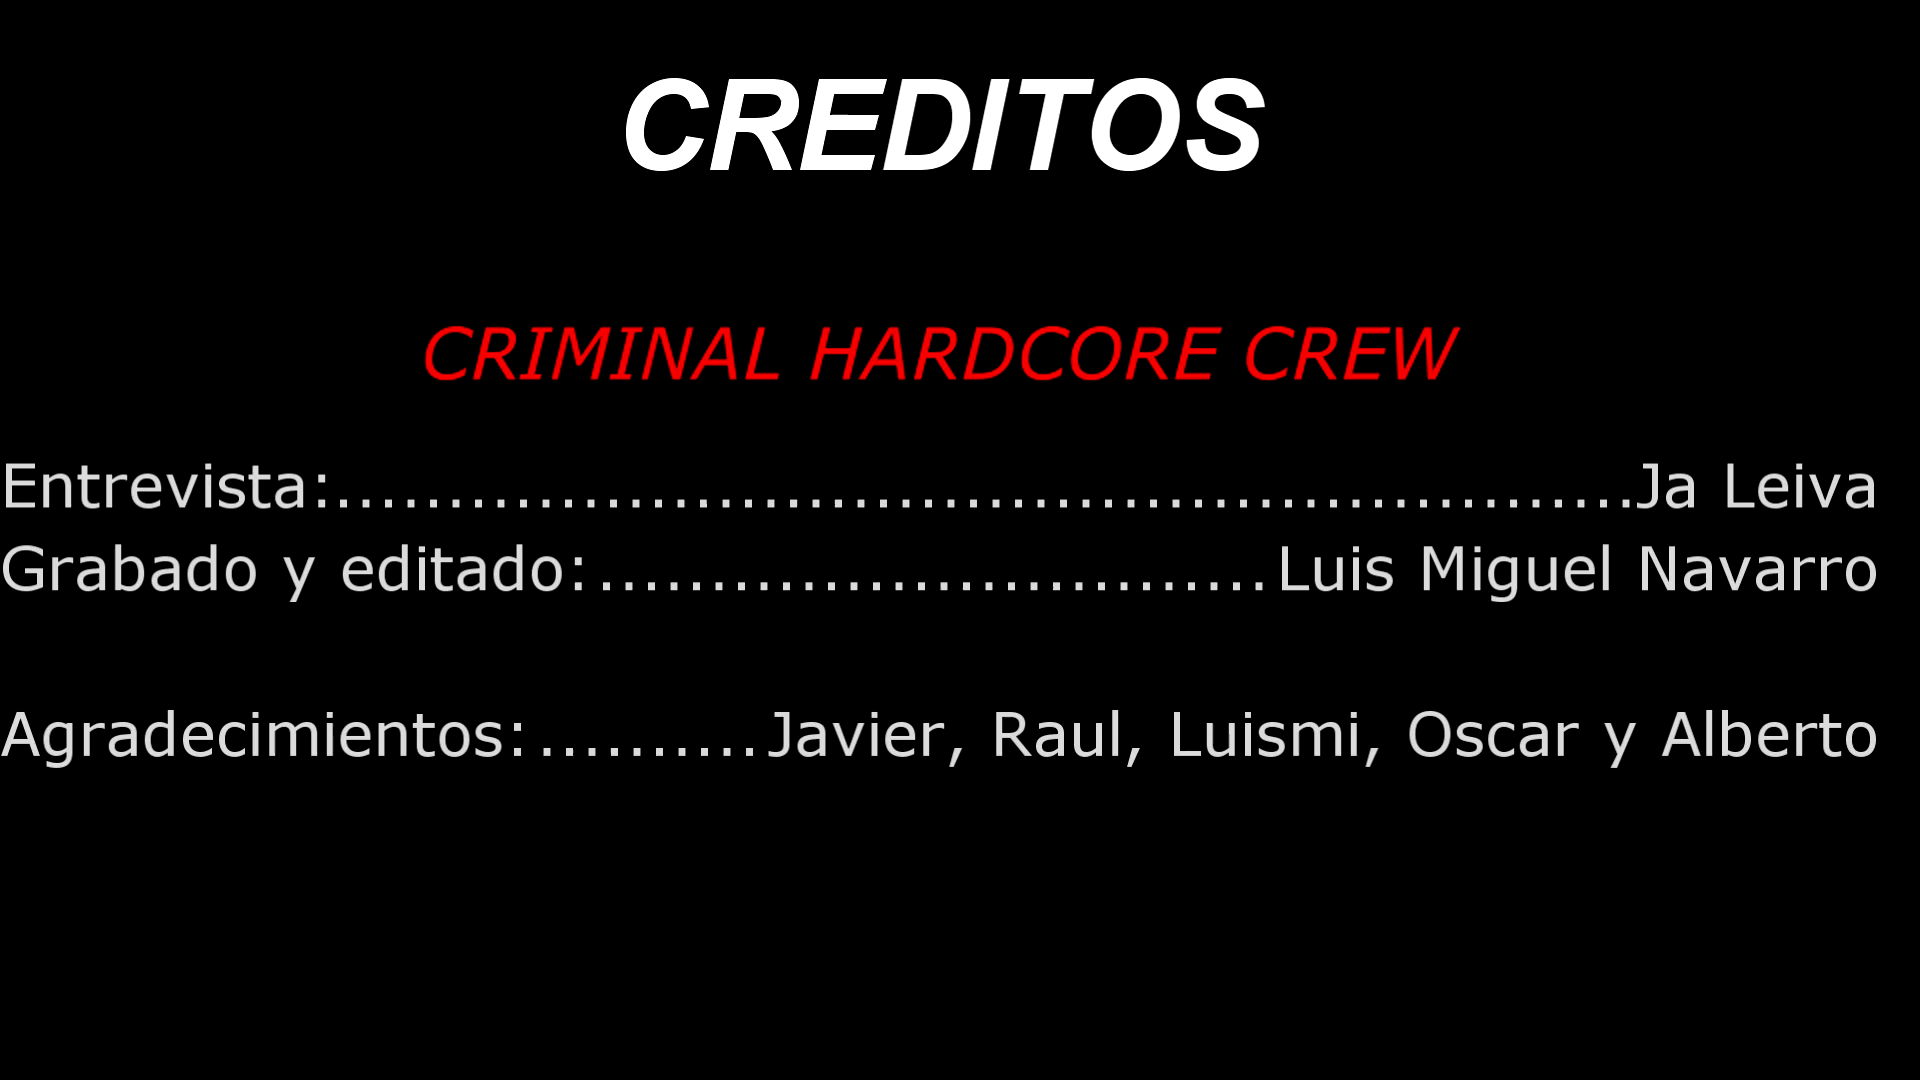 CREDITOS
CRIMINAL HARDCORE CREW
Entrevista:..........................................................Ja Leiva
Grabado y editado:..............................Luis Miguel Navarro
Agradecimientos:..........Javier, Raul, Luismi, Oscar y Alberto